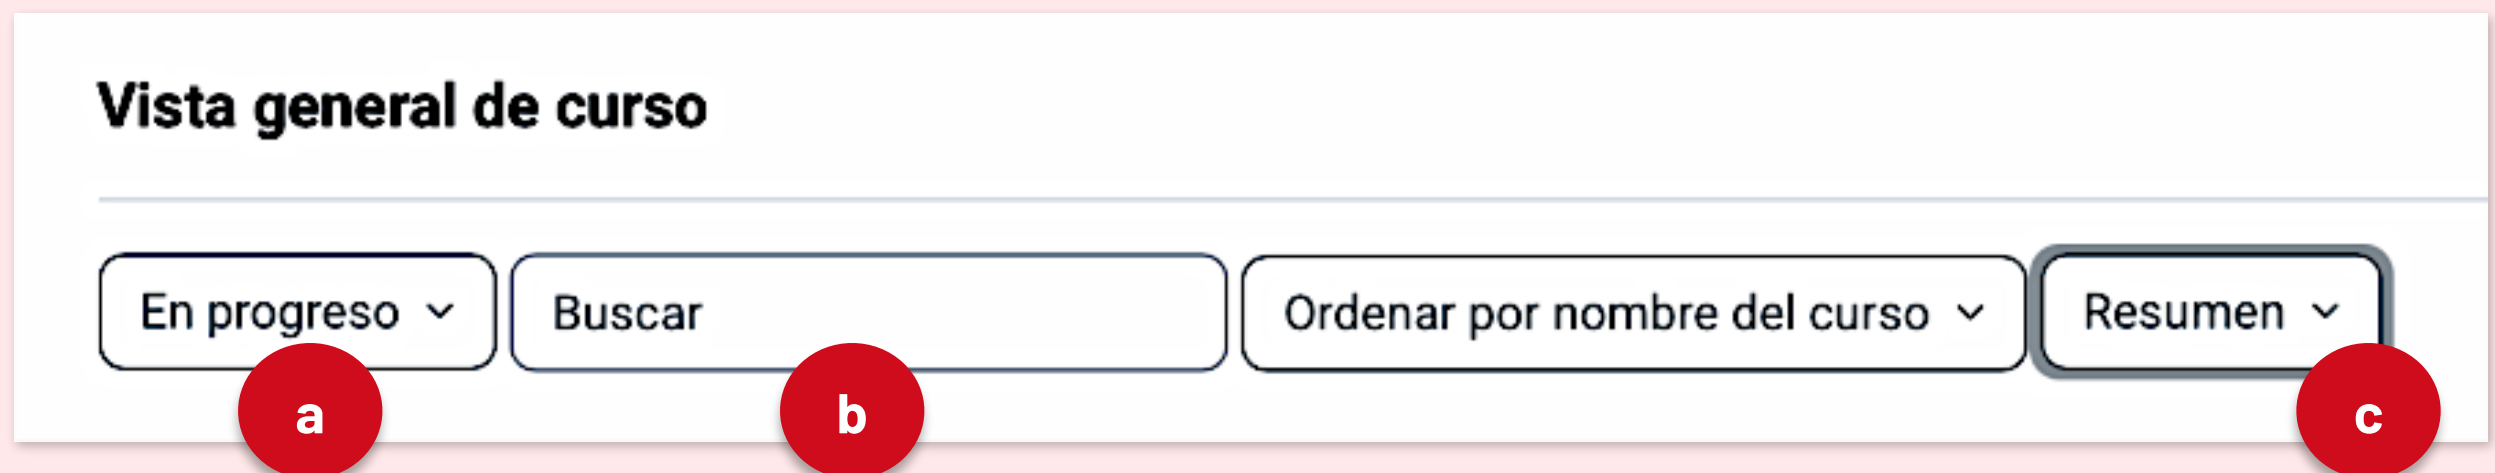 Vista general de curso
En progreso Buscar Ordenar por nombre del curso Resumen
a b c